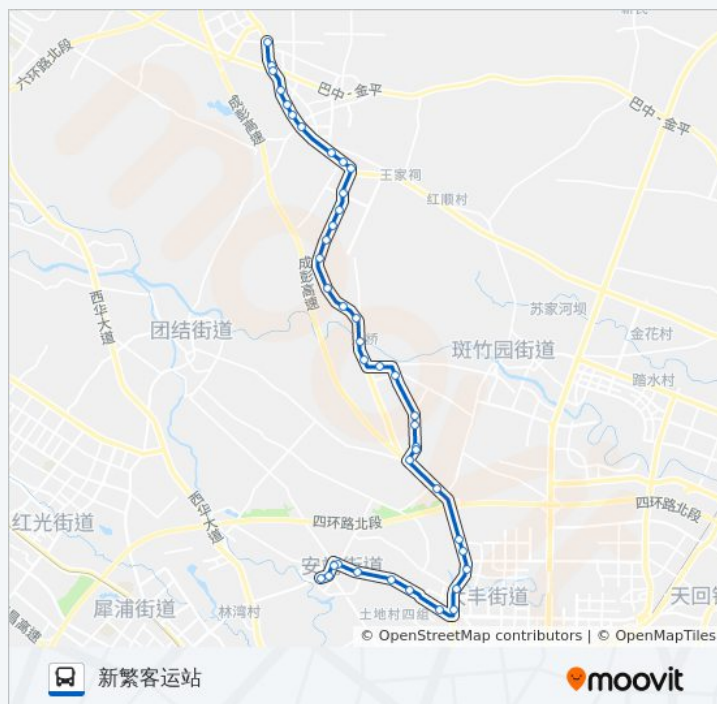 六环路北段
巴中 - 金平
成彭高速
巴中 - 金平
王家祠
红顺村
成彭高速
西华大道
苏家河坝
团结街道
桥
斑竹园街道
金花村
踏水村
西华大道
四环路北段
红光街道
四环路北段
街道
丰街道
天回
犀浦街道
林湾村
土地村四组
昌高速
© OpenStreetMap contributors | © OpenMapTiles
新繁客运站
moovit